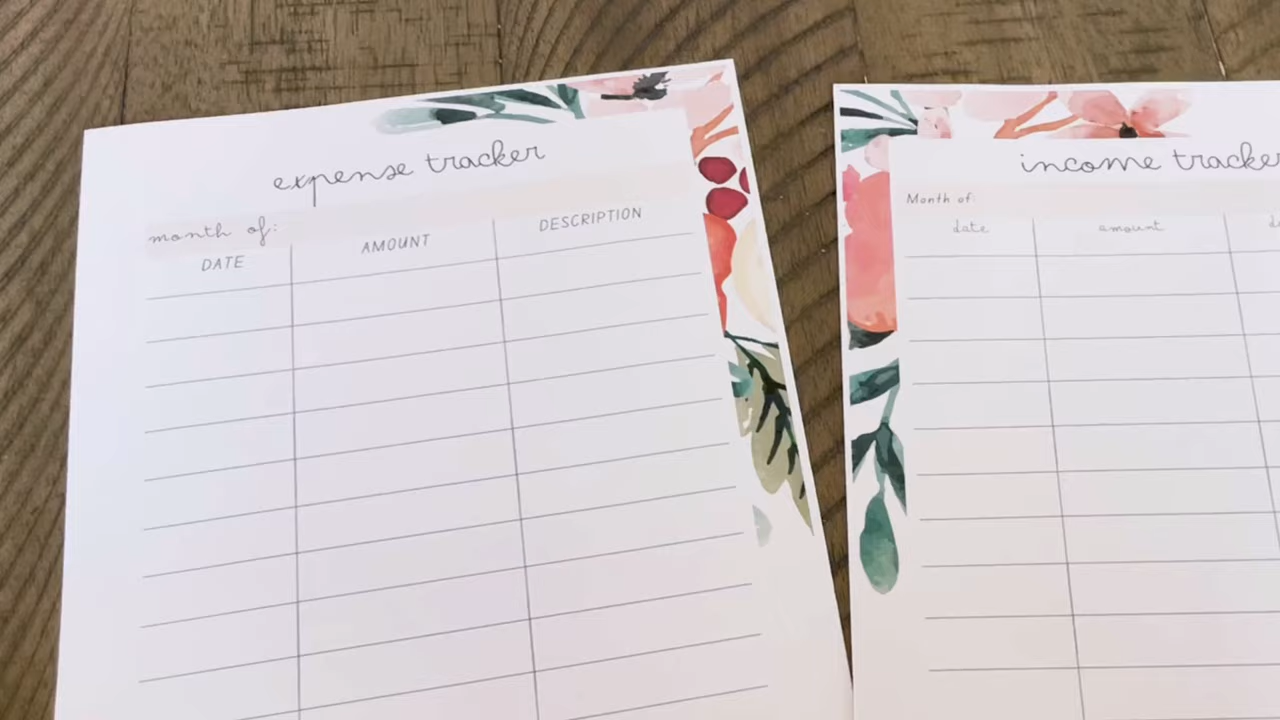 expense tracker
month of:
DATE AMOUNT DESCRIPTION
income tracker
Month of:
date amount